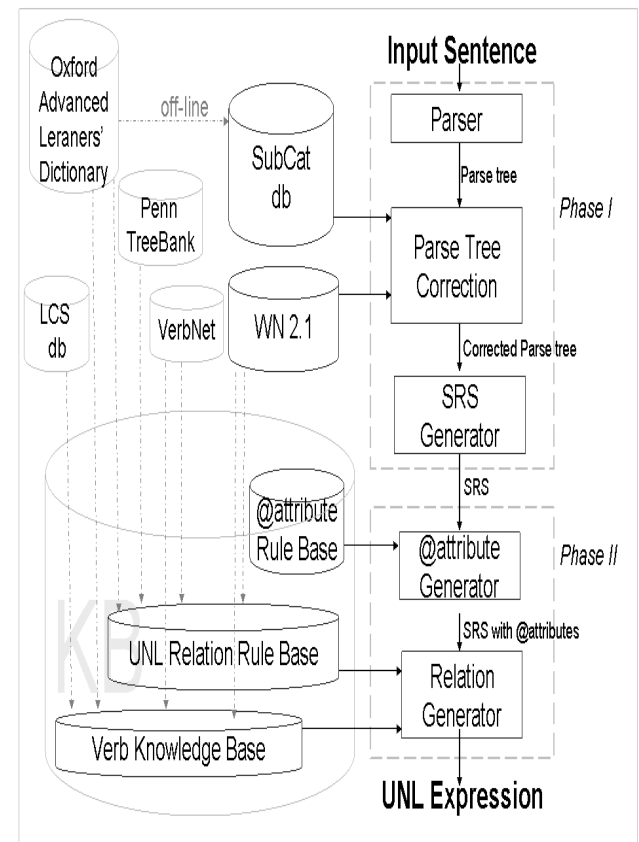 Oxford
Advanced
Leraners'
Dictionary
off-line
SubCat
db
Penn
TreeBank
LCS
db
VerbNet
WN 2.1
Input Sentence
Parser
Parse tree
Phase I
Parse Tree
Correction
Corrected Parse tree
SRS
Generator
SRS
@attribute
Rule Base
@attribute
Generator
Phase II
SRS with @attributes
KB
UNL Relation Rule Base
Relation
Generator
Verb Knowledge Base
UNL Expression